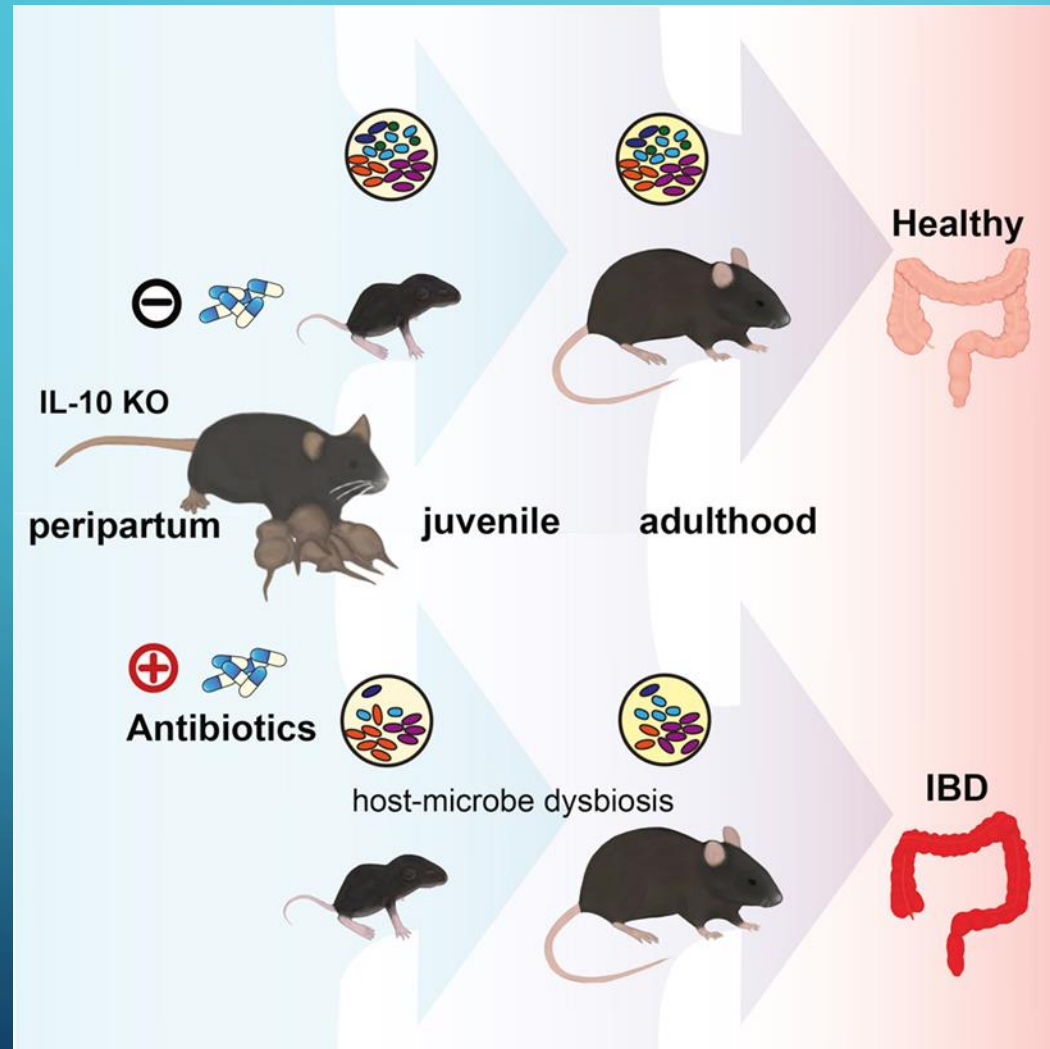 Healthy
IL-10 KO
peripartum
juvenile
adulthood
Antibiotics
host-microbe dysbiosis
IBD